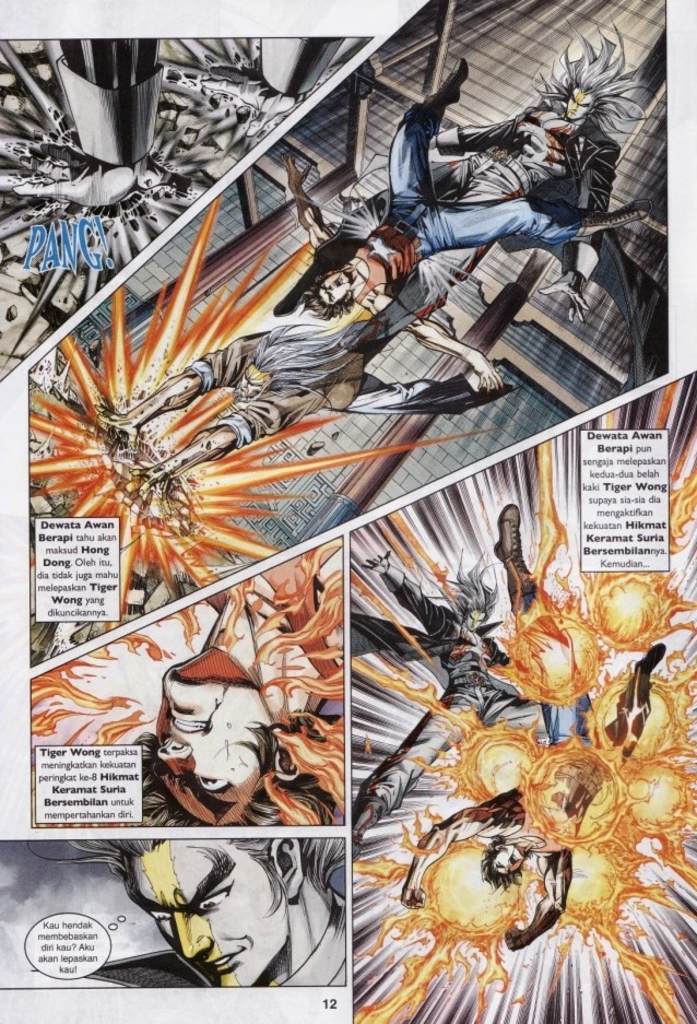 PANG!
Dewata Awan
Berapi tahu akan
maksud Hong
Dong. Oleh itu,
dia tidak juga mahu
melepaskan Tiger
Wong yang
dikuncikannya.
Dewata Awan
Berapi pun
sengaja melepaskan
kedua-dua belah
kaki Tiger Wong
supaya sia-sia dia
mengaktifkan
kekuatan Hikmat
Keramat Suria
Bersembilannya.
Kemudian...
Tiger Wong terpaksa
meningkatkan kekuatan
peringkat ke-8 Hikmat
Keramat Suria
Bersembilan untuk
mempertahankan diri.
Kau hendak
membebaskan
diri kau? Aku
akan lepaskan
kau!
12